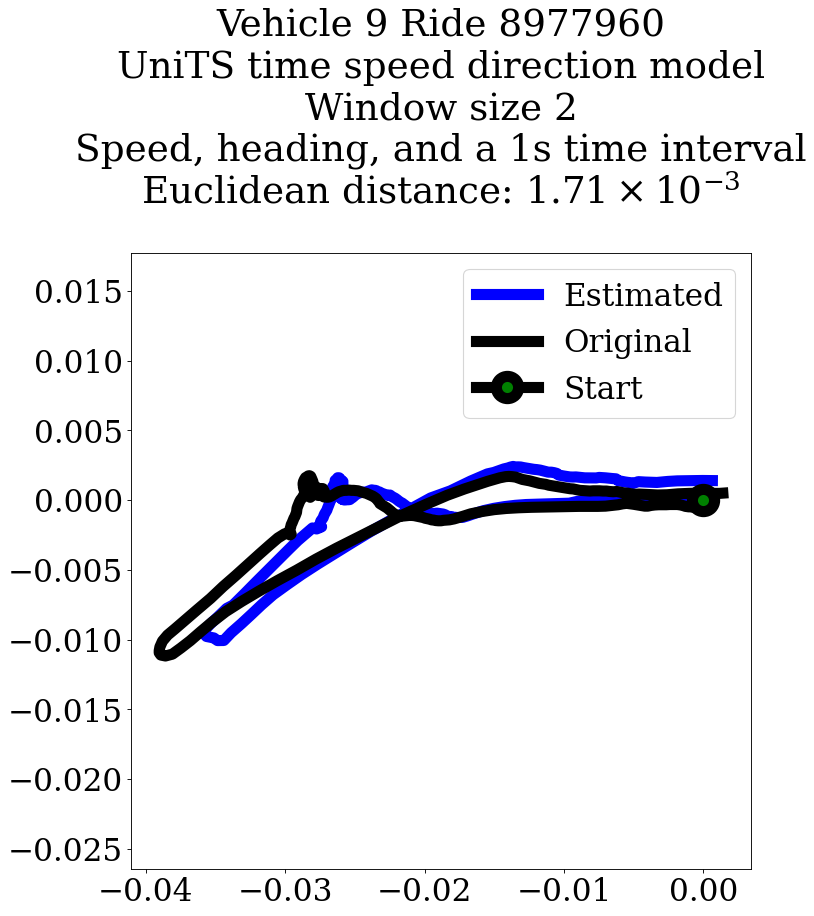 Vehicle 9 Ride 8977960
UniTS time speed direction model
Window size 2
Speed, heading, and a 1s time interval
Euclidean distance: 1.71 × 10⁻³
Estimated
Original
Start
0.015
0.010
0.005
0.000
−0.005
−0.010
−0.015
−0.020
−0.025
−0.04 −0.03 −0.02 −0.01 0.00